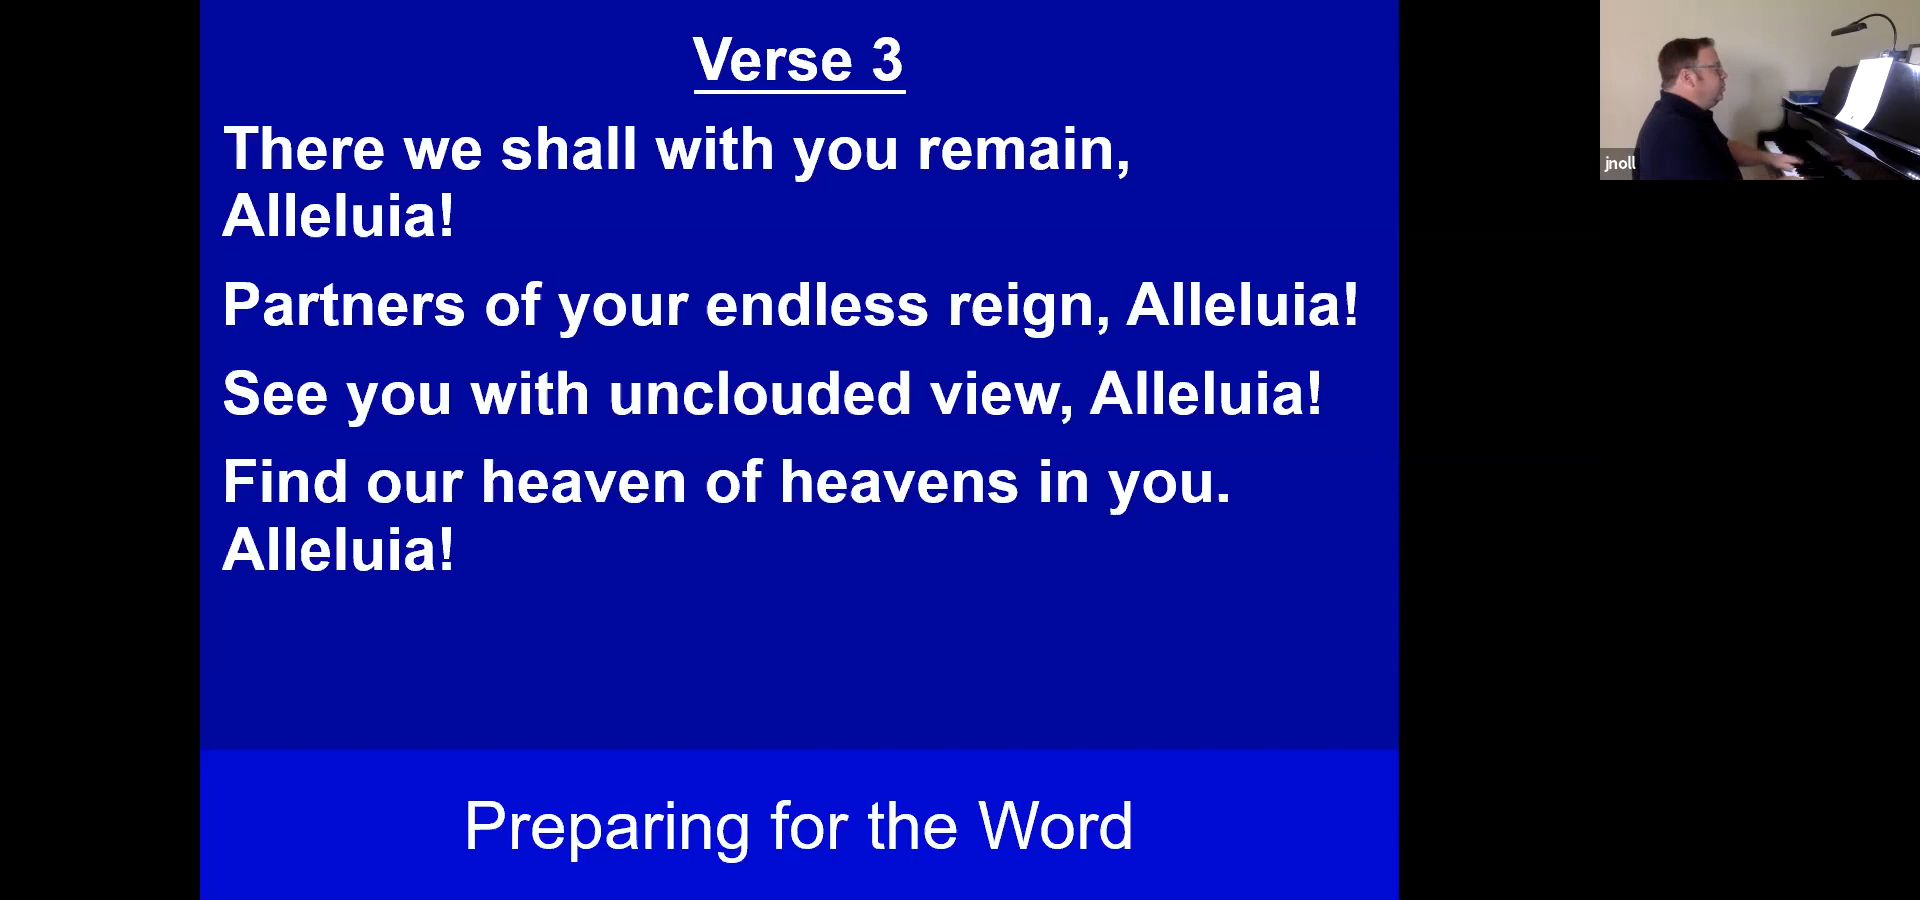 Verse 3
There we shall with you remain,
Alleluia!
Partners of your endless reign, Alleluia!
See you with unclouded view, Alleluia!
Find our heaven of heavens in you.
Alleluia!
Preparing for the Word
jnoll